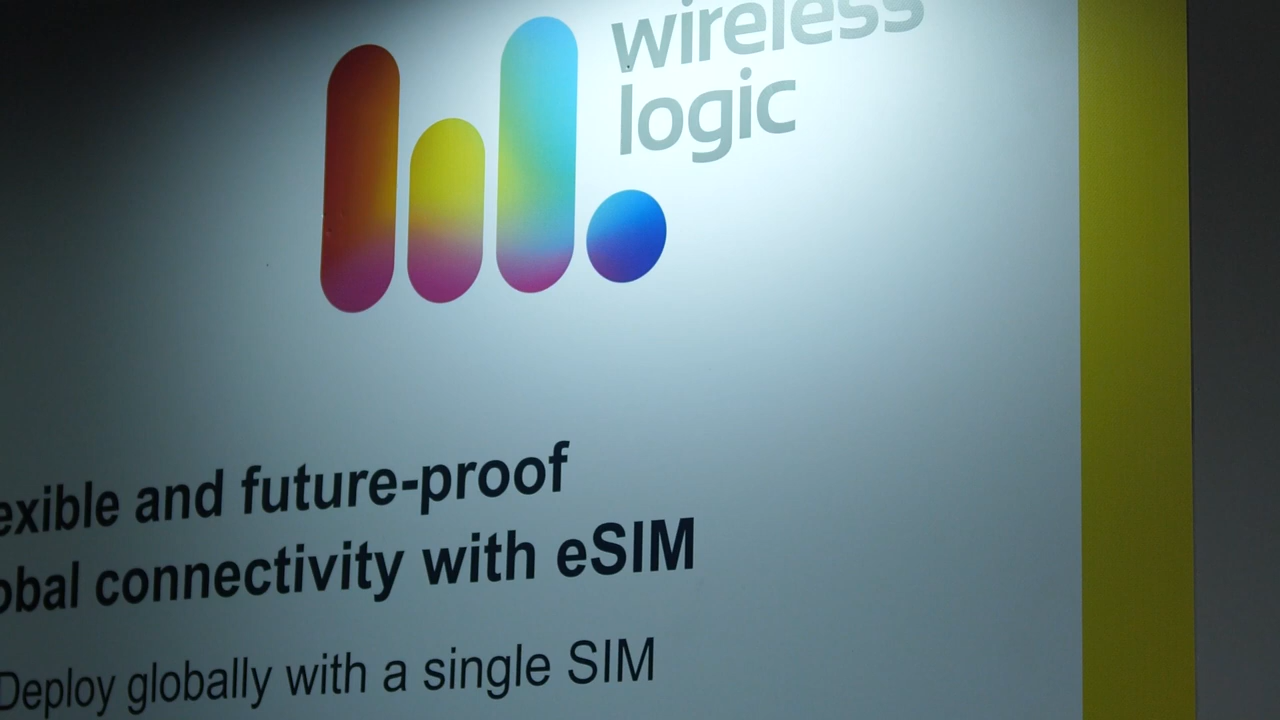 wireless
logic
exible and future-proof
obal connectivity with eSIM
Deploy globally with a single SIM